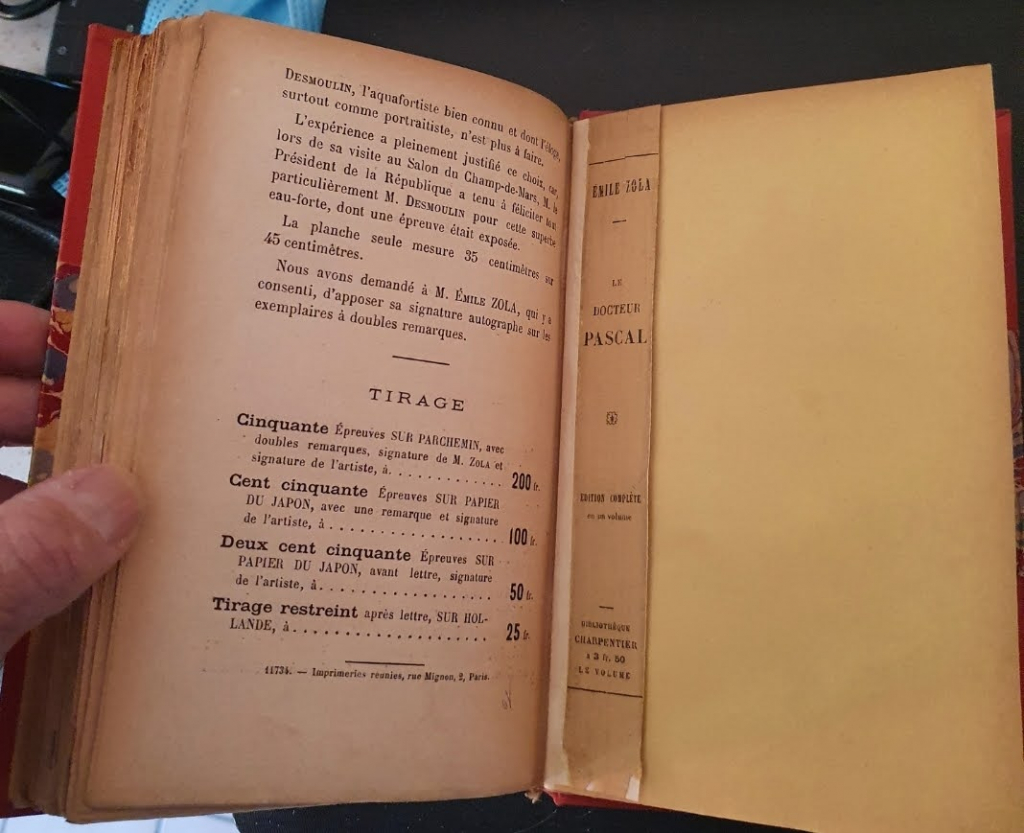 DESMOULIN, l'aquafortiste bien connu et dont l'éloge,
surtout comme portraitiste, n'est plus à faire.
L'expérience a pleinement justifié ce choix, car,
lors de sa visite au Salon du Champ-de-Mars, M. le
Président de la République a tenu à féliciter tout
particulièrement M. DESMOULIN pour cette superbe
eau-forte, dont une épreuve était exposée.
La planche seule mesure 35 centimètres sur
45 centimètres.
Nous avons demandé à M. ÉMILE ZOLA, qui y a
consenti, d'apposer sa signature autographe sur les
exemplaires à doubles remarques.
TIRAGE
Cinquante Épreuves SUR PARCHEMIN, avec
doubles remarques, signature de M. ZOLA et
signature de l'artiste, à. . . . . . . . . . . . 200 fr.
Cent cinquante Épreuves SUR PAPIER
DU JAPON, avec une remarque et signature
de l'artiste, à . . . . . . . . . . . . . . . . . 100 fr.
Deux cent cinquante Épreuves SUR
PAPIER DU JAPON, avant lettre, signature
de l'artiste, à. . . . . . . . . . . . . . . . . . 50 fr.
Tirage restreint après lettre, SUR HOL-
LANDE, à. . . . . . . . . . . . . . . . . . . . 25 fr.
11734. — Imprimeries réunies, rue Mignon, 2, Paris.
ÉMILE ZOLA
LE
DOCTEUR
PASCAL
ÉDITION COMPLÈTE
en un volume
BIBLIOTHÈQUE
CHARPENTIER
à 3 fr. 50
LE VOLUME